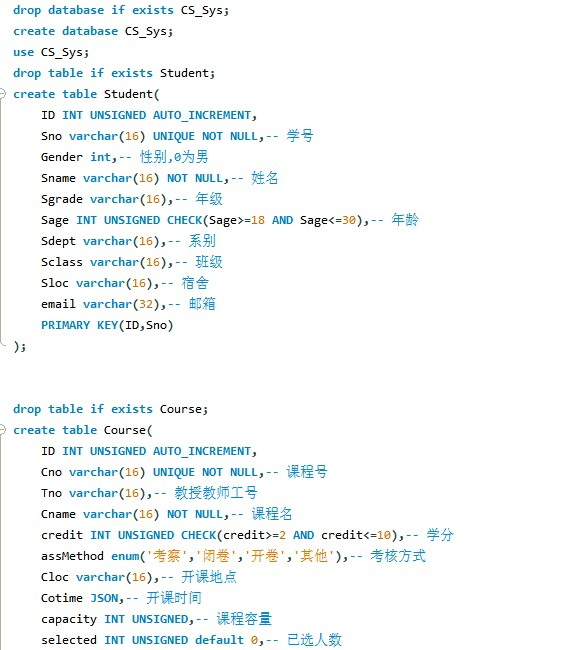 drop database if exists CS_Sys;
create database CS_Sys;
use CS_Sys;
drop table if exists Student;
create table Student(
    ID INT UNSIGNED AUTO_INCREMENT,
    Sno varchar(16) UNIQUE NOT NULL,-- 学号
    Gender int,-- 性别,0为男
    Sname varchar(16) NOT NULL,-- 姓名
    Sgrade varchar(16),-- 年级
    Sage INT UNSIGNED CHECK(Sage>=18 AND Sage<=30),-- 年龄
    Sdept varchar(16),-- 系别
    Sclass varchar(16),-- 班级
    Sloc varchar(16),-- 宿舍
    email varchar(32),-- 邮箱
    PRIMARY KEY(ID,Sno)
);
drop table if exists Course;
create table Course(
    ID INT UNSIGNED AUTO_INCREMENT,
    Cno varchar(16) UNIQUE NOT NULL,-- 课程号
    Tno varchar(16),-- 教授教师工号
    Cname varchar(16) NOT NULL,-- 课程名
    credit INT UNSIGNED CHECK(credit>=2 AND credit<=10),-- 学分
    assMethod enum('考察','闭卷','开卷','其他'),-- 考核方式
    Cloc varchar(16),-- 开课地点
    Cotime JSON,-- 开课时间
    capacity INT UNSIGNED,-- 课程容量
    selected INT UNSIGNED default 0,-- 已选人数